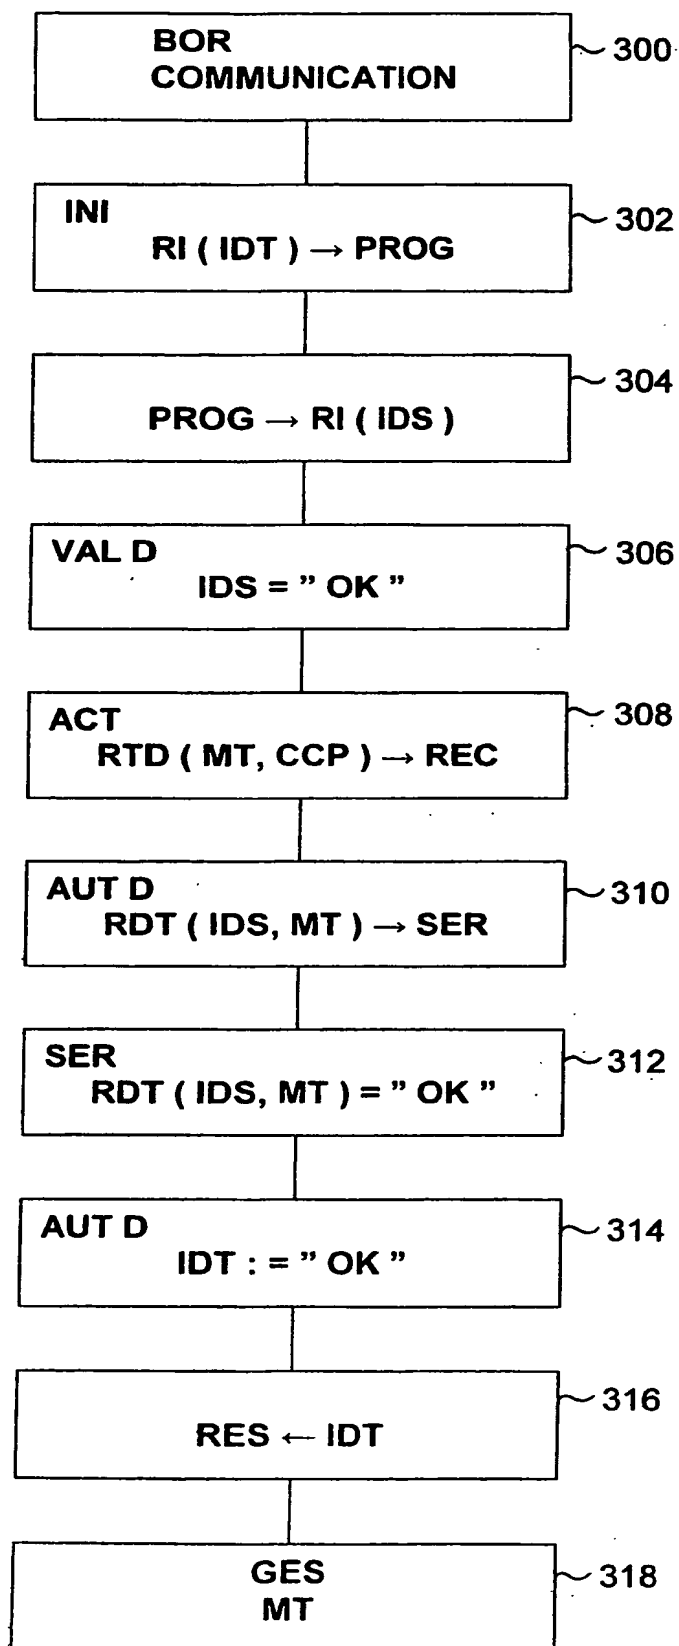 BOR
COMMUNICATION
300
INI
RI ( IDT ) → PROG
302
304
PROG → RI ( IDS )
VAL D
IDS = " OK "
306
ACT
RTD ( MT, CCP ) → REC
308
AUT D
RDT ( IDS, MT ) → SER
310
SER
RDT ( IDS, MT ) = " OK "
312
AUT D
IDT : = " OK "
314
316
RES ← IDT
GES
MT
318